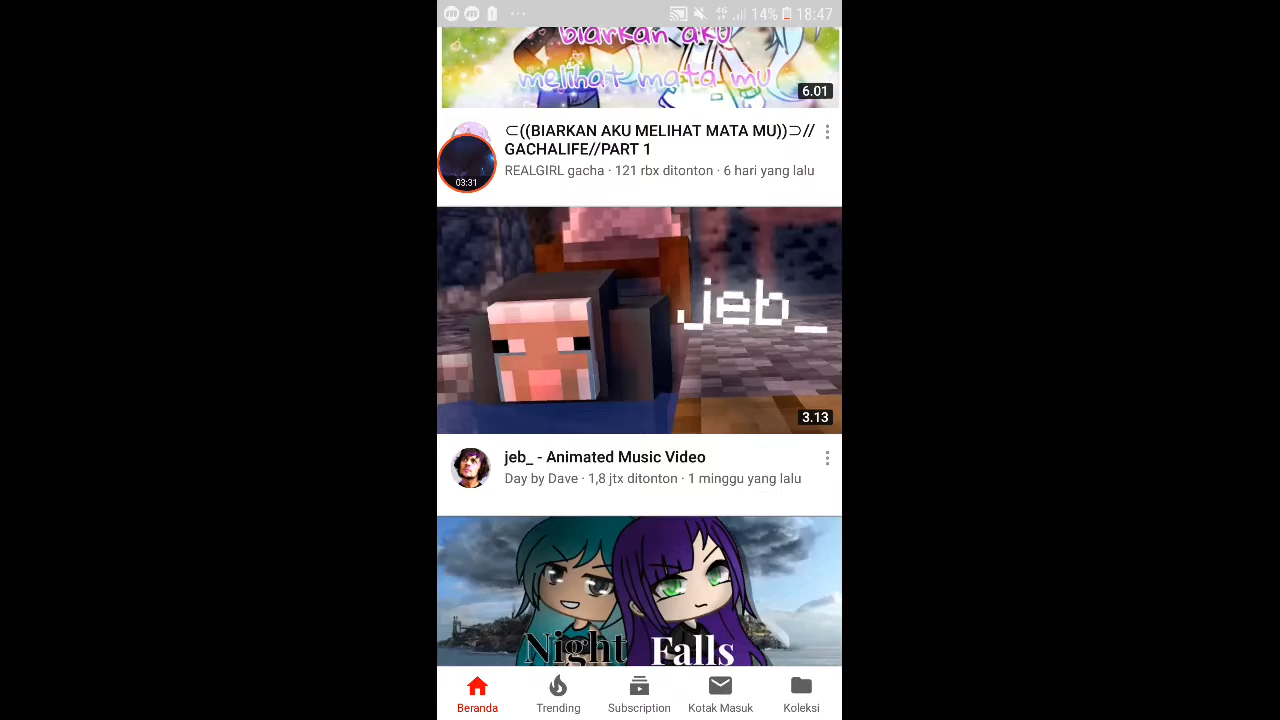 4G 14% 18:47
biarkan aku
melihat mata mu
6.01
⊂((BIARKAN AKU MELIHAT MATA MU))⊃//
GACHALIFE//PART 1
REALGIRL gacha · 121 rbx ditonton · 6 hari yang lalu
03:31
jeb_
3.13
jeb_ - Animated Music Video
Day by Dave · 1,8 jtx ditonton · 1 minggu yang lalu
Night Falls
Beranda Trending Subscription Kotak Masuk Koleksi